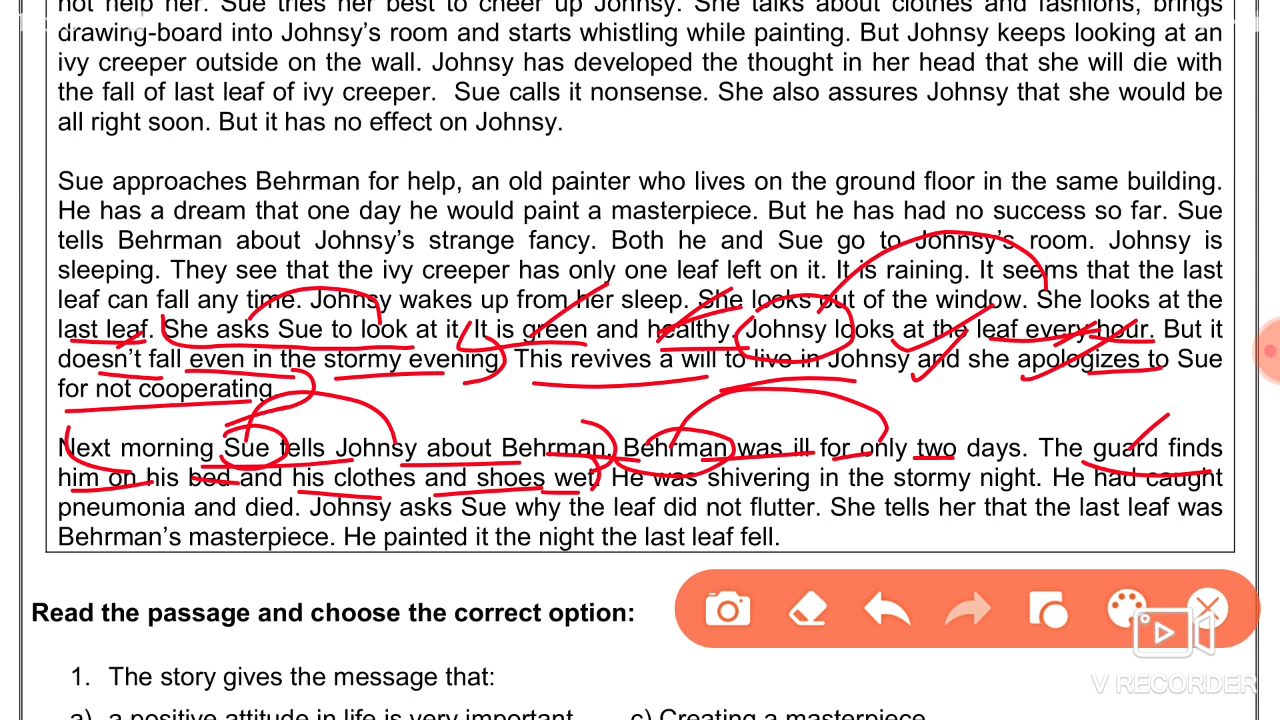 not help her. Sue tries her best to cheer up Johnsy. She talks about clothes and fashions, brings
drawing-board into Johnsy's room and starts whistling while painting. But Johnsy keeps looking at an
ivy creeper outside on the wall. Johnsy has developed the thought in her head that she will die with
the fall of last leaf of ivy creeper.  Sue calls it nonsense. She also assures Johnsy that she would be
all right soon. But it has no effect on Johnsy.
Sue approaches Behrman for help, an old painter who lives on the ground floor in the same building.
He has a dream that one day he would paint a masterpiece. But he has had no success so far. Sue
tells Behrman about Johnsy's strange fancy. Both he and Sue go to Johnsy's room. Johnsy is
sleeping. They see that the ivy creeper has only one leaf left on it. It is raining. It seems that the last
leaf can fall any time. Johnsy wakes up from her sleep. She looks out of the window. She looks at the
last leaf. She asks Sue to look at it. It is green and healthy. Johnsy looks at the leaf every hour. But it
doesn't fall even in the stormy evening. This revives a will to live in Johnsy and she apologizes to Sue
for not cooperating.
Next morning Sue tells Johnsy about Behrman. Behrman was ill for only two days. The guard finds
him on his bed and his clothes and shoes wet. He was shivering in the stormy night. He had caught
pneumonia and died. Johnsy asks Sue why the leaf did not flutter. She tells her that the last leaf was
Behrman's masterpiece. He painted it the night the last leaf fell.
Read the passage and choose the correct option:
1. The story gives the message that:
a) a positive attitude in life is very important c) Creating a masterpiece
V RECORDER